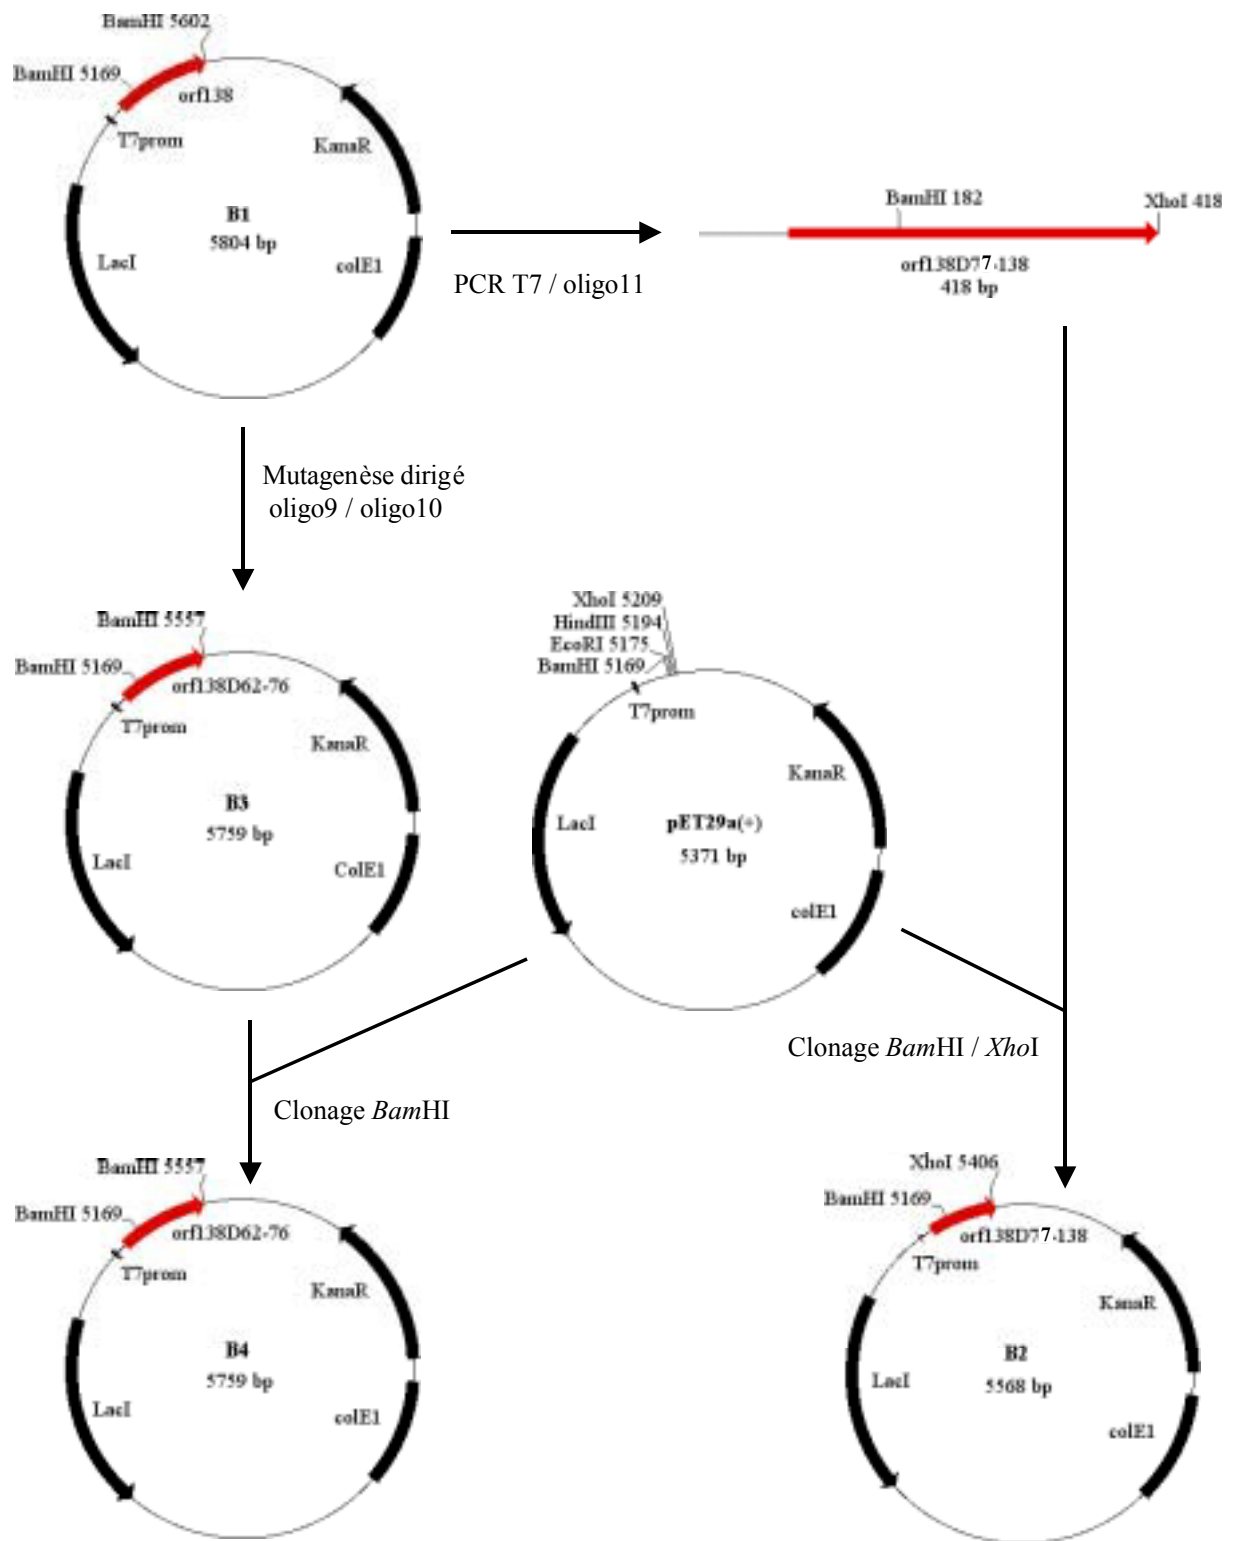 BamHI 5602
BamHI 5169
orf138
T7prom
KanaR
B1
5804 bp
LacI
colE1
PCR T7 / oligo11
BamHI 182
XhoI 418
orf138D77-138
418 bp
Mutagenèse dirigé
oligo9 / oligo10
BamHI 5557
BamHI 5169
orf138D62-76
T7prom
KanaR
B3
5759 bp
LacI
ColE1
XhoI 5209
HindIII 5194
EcoRI 5175
BamHI 5169
T7prom
KanaR
LacI
pET29a(+)
5371 bp
colE1
Clonage BamHI / XhoI
Clonage BamHI
BamHI 5557
BamHI 5169
orf138D62-76
T7prom
KanaR
B4
5759 bp
LacI
colE1
XhoI 5406
BamHI 5169
orf138D77-138
T7prom
KanaR
B2
5568 bp
LacI
colE1